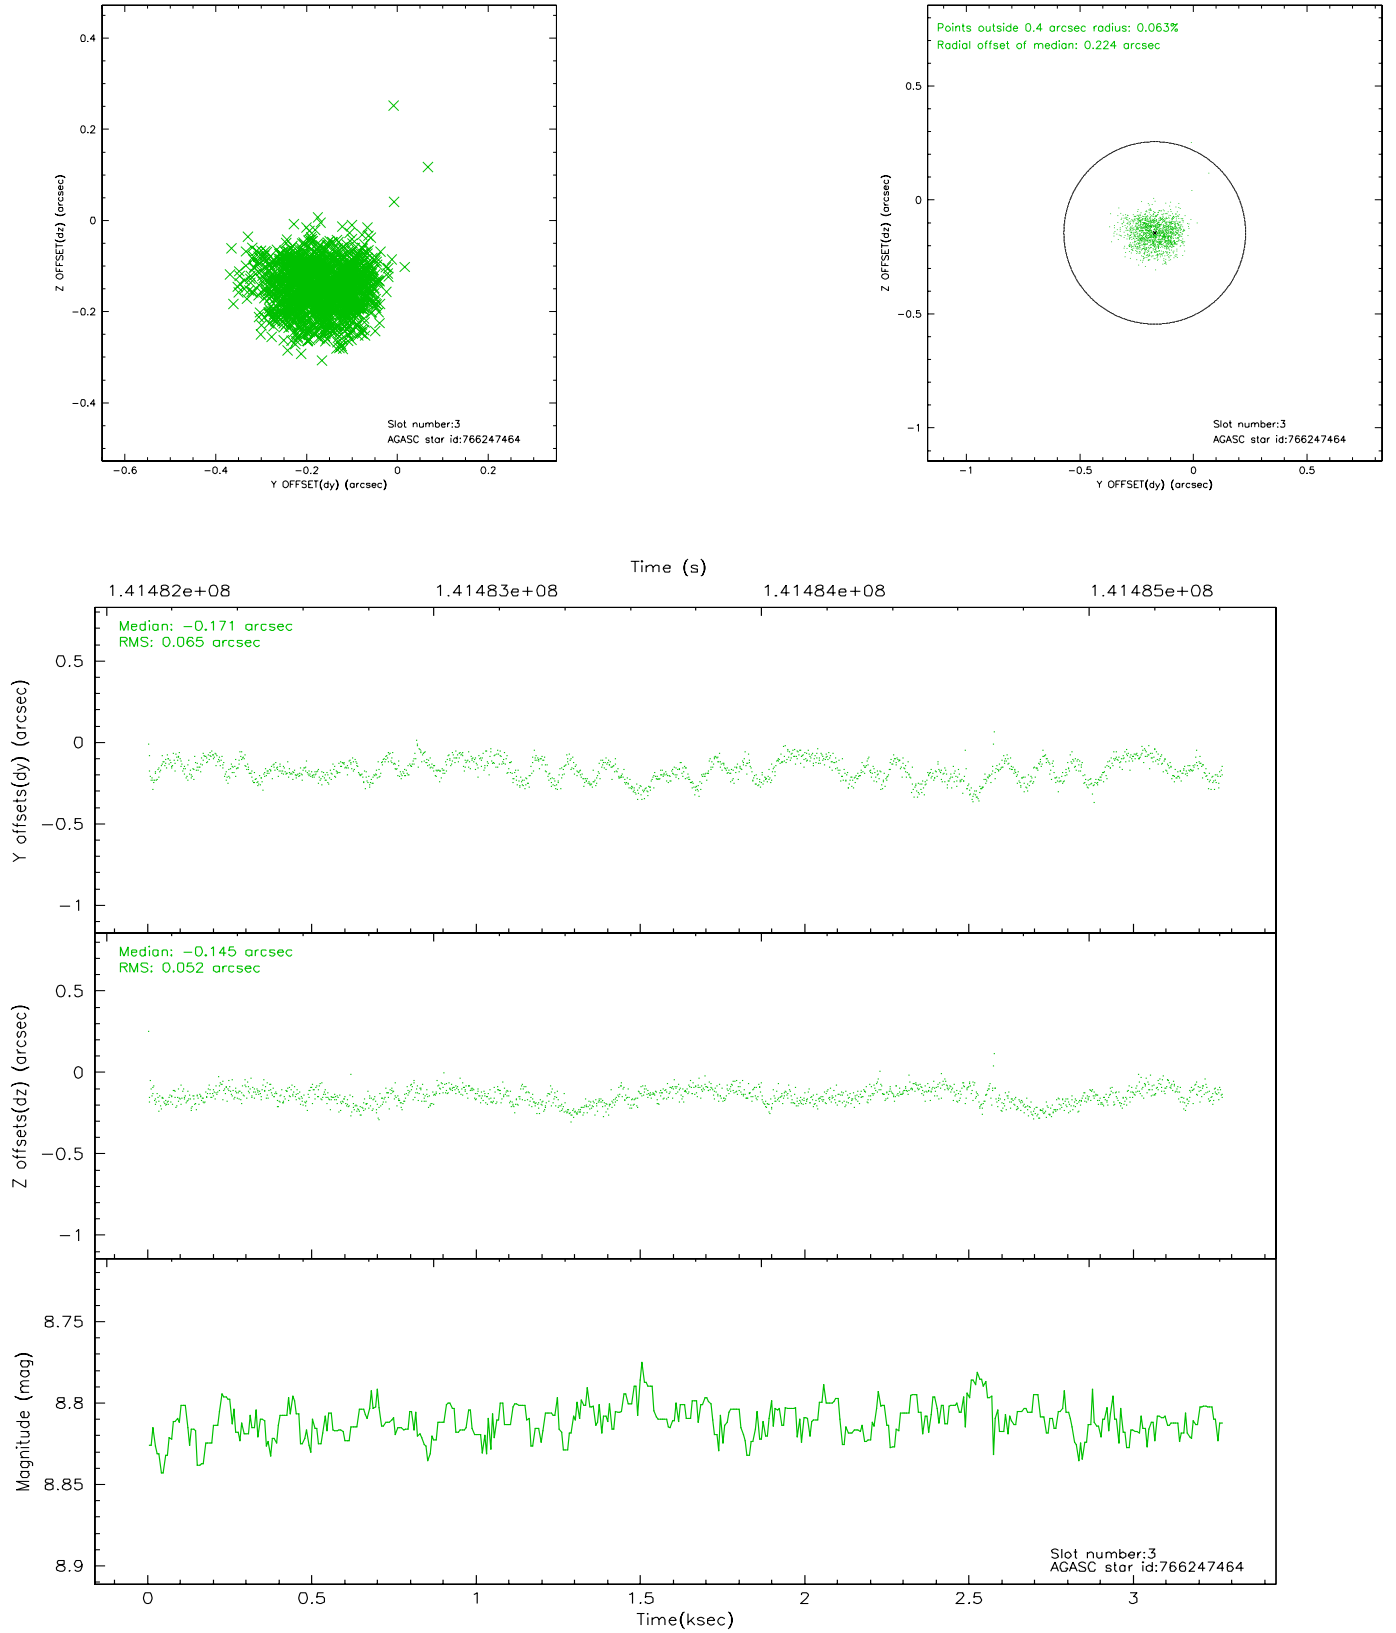 0.4
0.2
0
−0.2
−0.4
Z OFFSET(dz) (arcsec)
Slot number:3
AGASC star id:766247464
−0.6
−0.4
−0.2
0
0.2
Y OFFSET(dy) (arcsec)
Points outside 0.4 arcsec radius: 0.063%
Radial offset of median: 0.224 arcsec
0.5
0
−0.5
−1
Z OFFSET(dz) (arcsec)
Slot number:3
AGASC star id:766247464
−1
−0.5
0
0.5
Y OFFSET(dy) (arcsec)
Time (s)
1.41482e+08
1.41483e+08
1.41484e+08
1.41485e+08
Median: −0.171 arcsec
RMS: 0.065 arcsec
0.5
0
−0.5
−1
Y offsets(dy) (arcsec)
Median: −0.145 arcsec
RMS: 0.052 arcsec
0.5
0
−0.5
−1
Z offsets(dz) (arcsec)
8.75
8.8
8.85
8.9
Magnitude (mag)
Slot number:3
AGASC star id:766247464
0
0.5
1
1.5
2
2.5
3
Time(ksec)